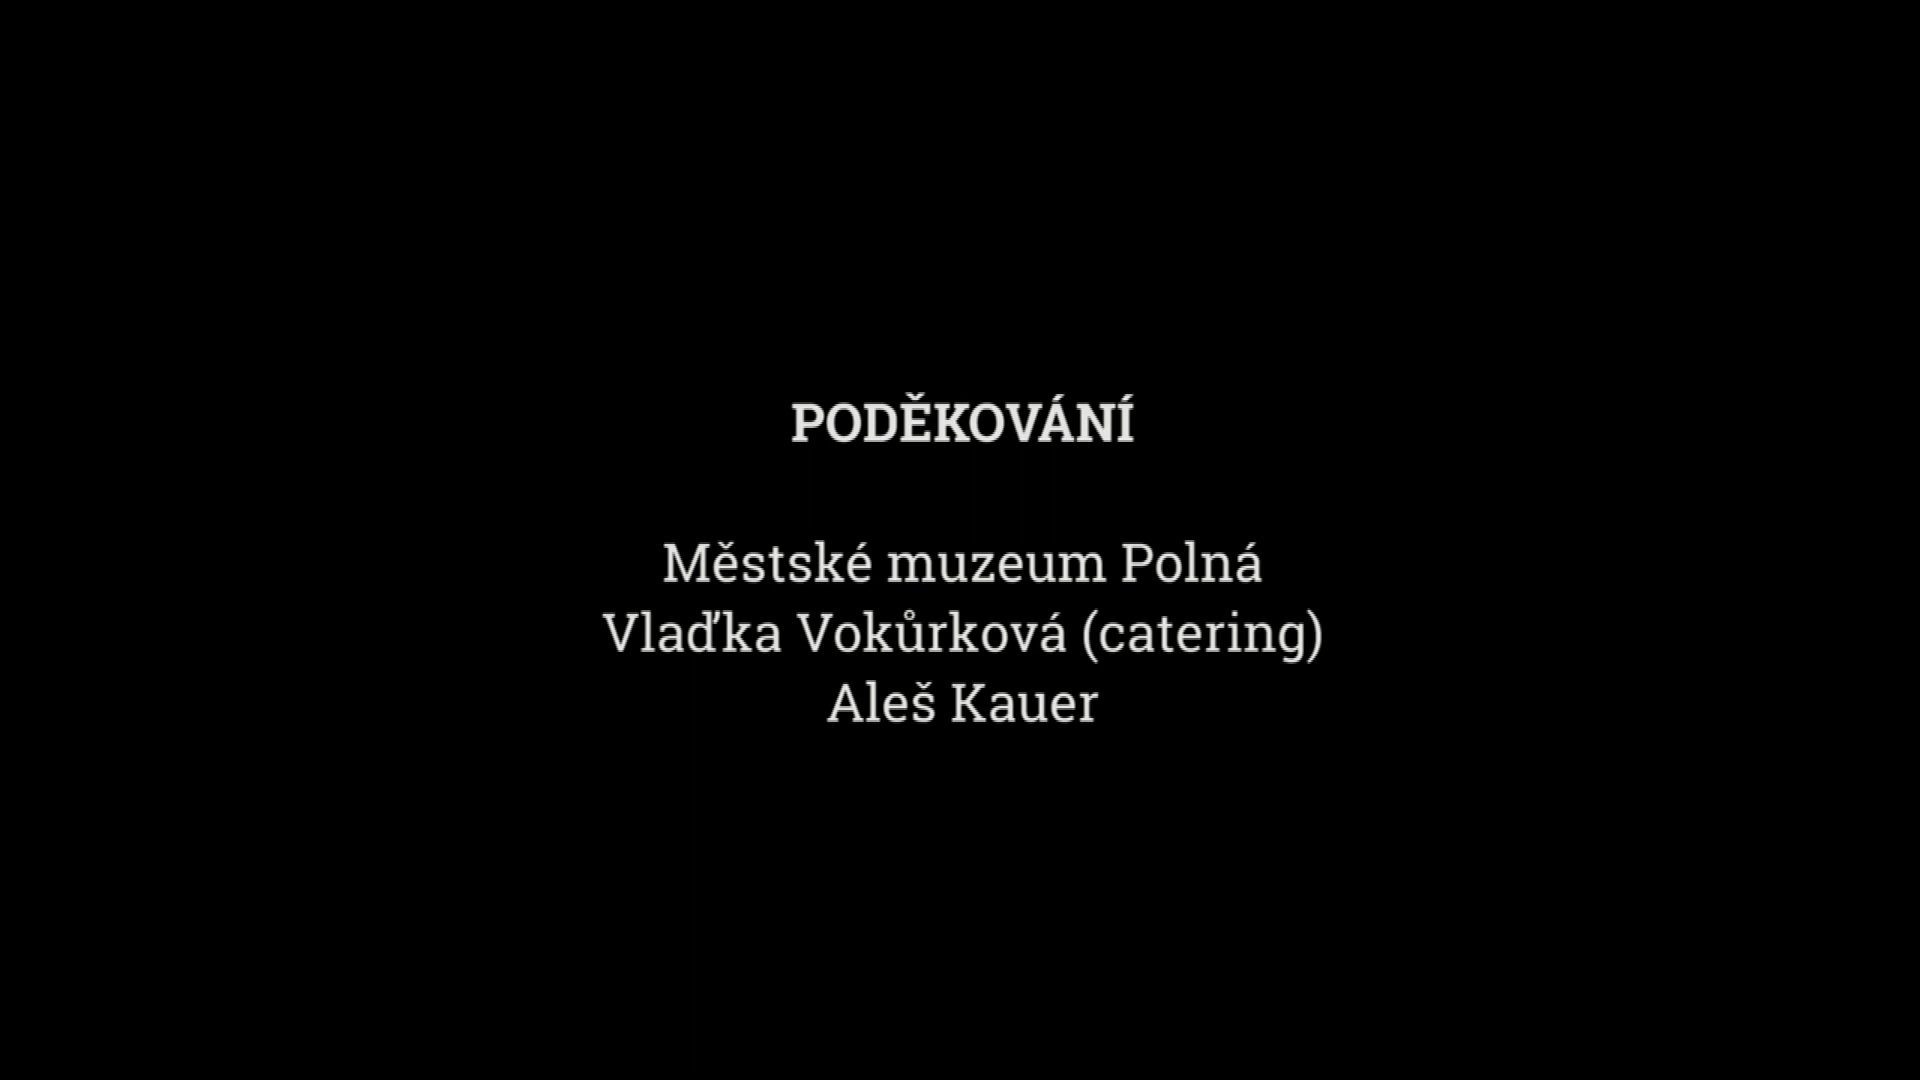 PODĚKOVÁNÍ
Městské muzeum Polná
Vlaďka Vokůrková (catering)
Aleš Kauer